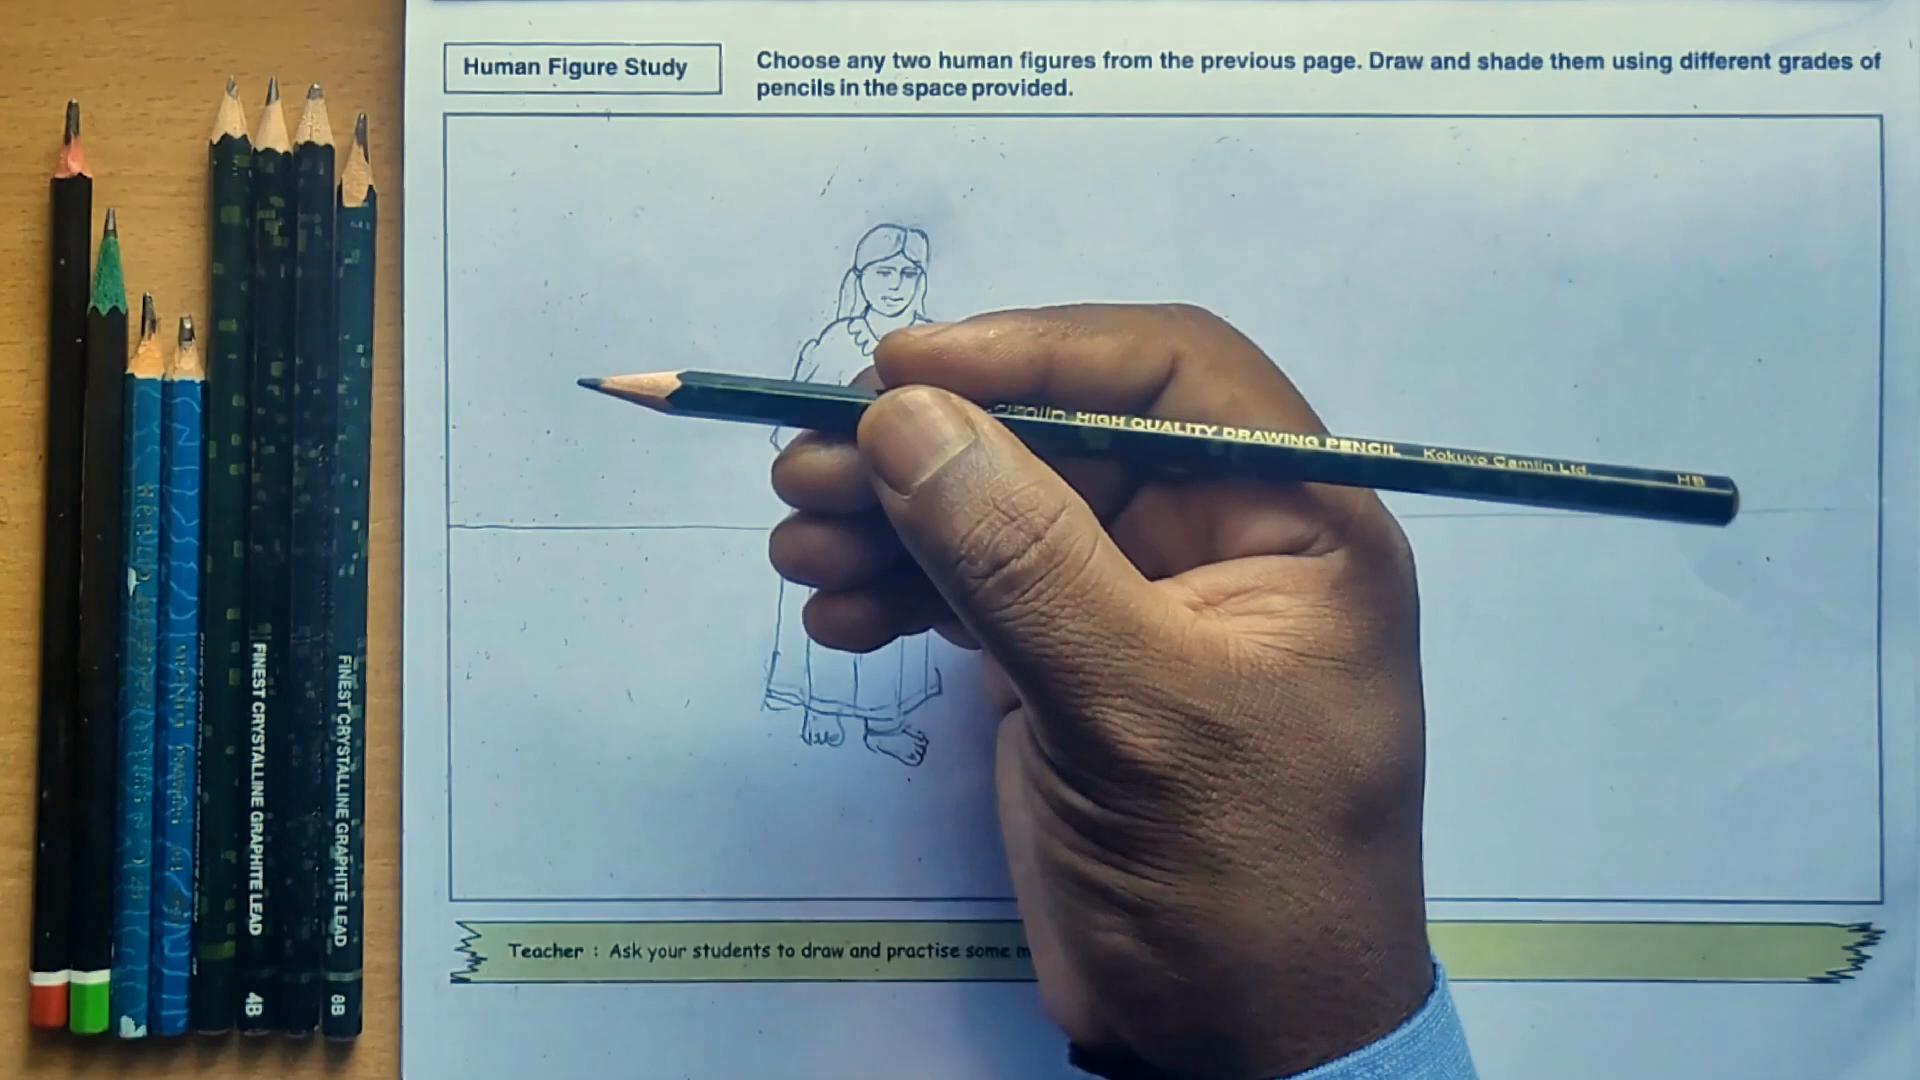 Human Figure Study
Choose any two human figures from the previous page. Draw and shade them using different grades of
pencils in the space provided.
HIGH QUALITY DRAWING PENCIL Kokuyo Camlin Ltd. HB
FINEST CRYSTALLINE GRAPHITE LEAD 4B
FINEST CRYSTALLINE GRAPHITE LEAD 8B
Teacher : Ask your students to draw and practise some